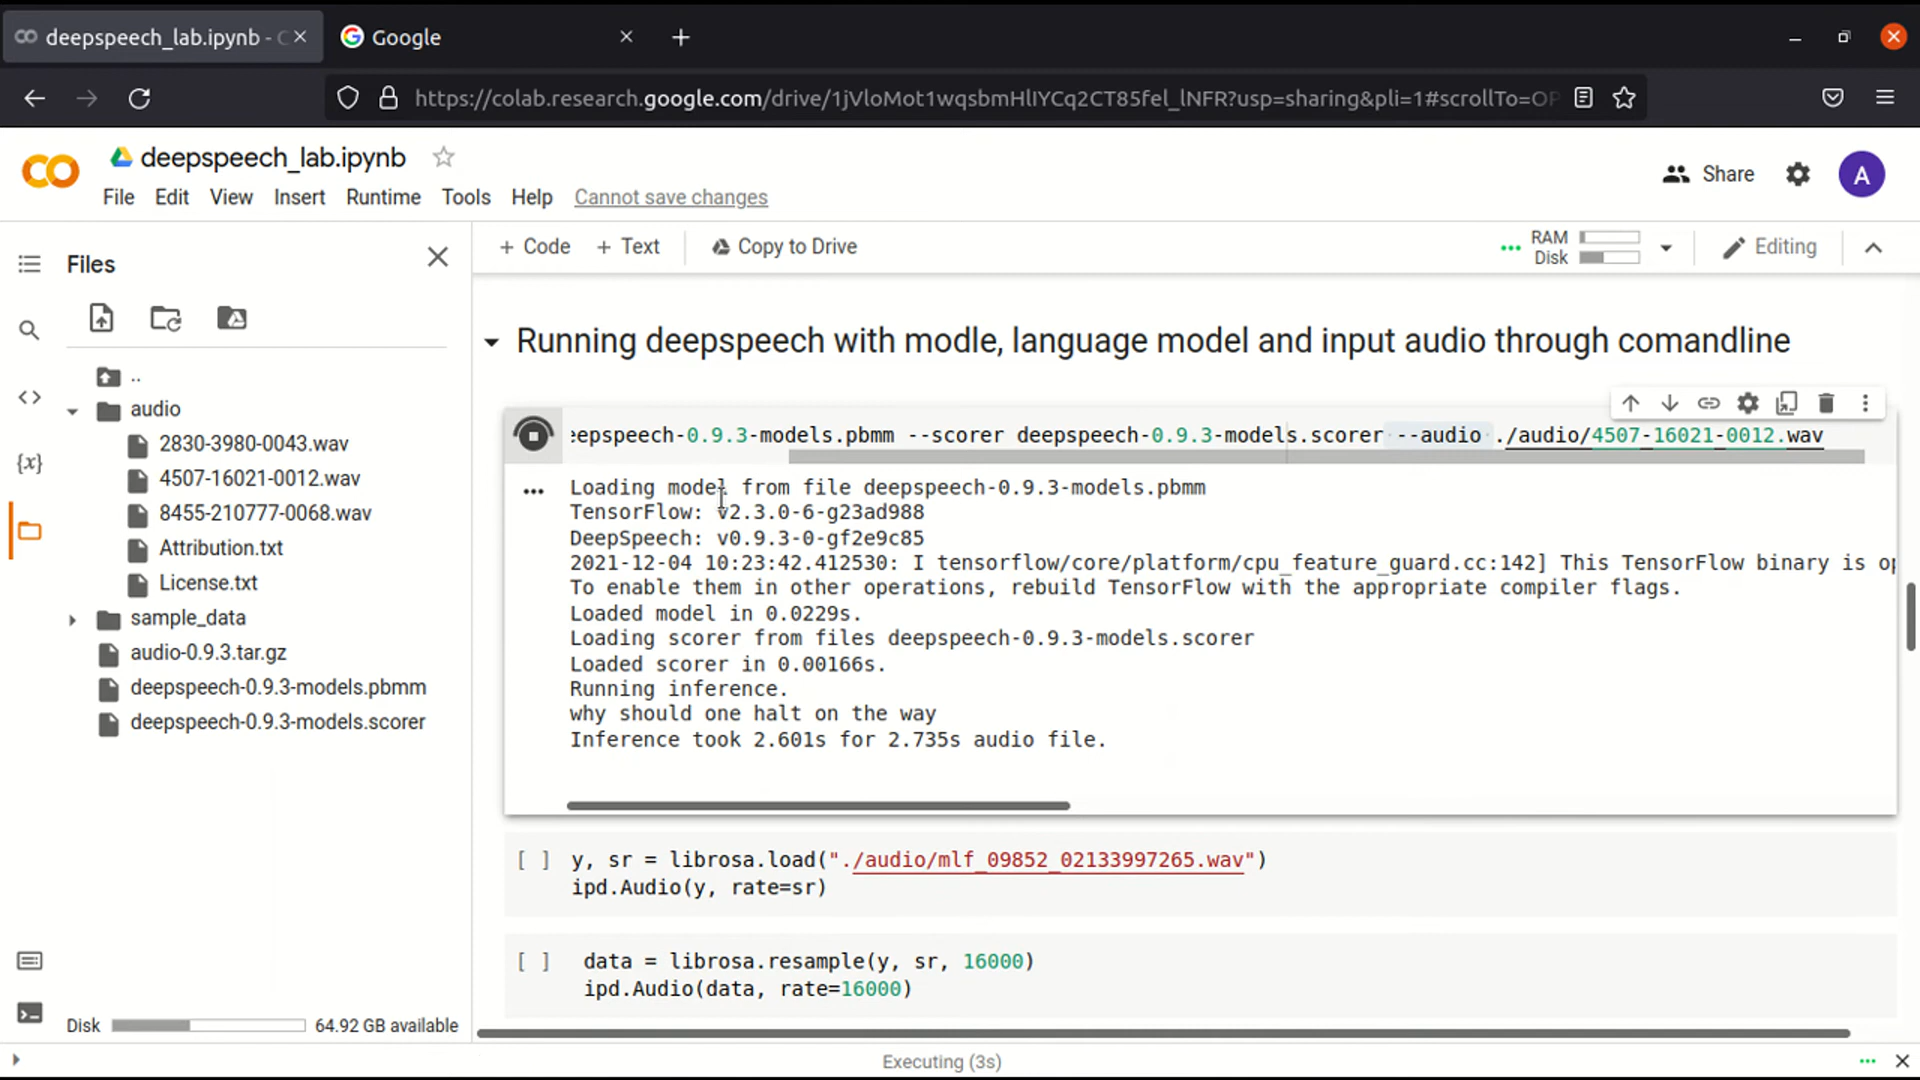 deepspeech_lab.ipynb - C
Google
https://colab.research.google.com/drive/1jVloMot1wqsbmHlIYCq2CT85fel_lNFR?usp=sharing&pli=1#scrollTo=OP
deepspeech_lab.ipynb
File Edit View Insert Runtime Tools Help Cannot save changes
Share
A
Files
+ Code + Text Copy to Drive
RAM
Disk
Editing
..
audio
2830-3980-0043.wav
4507-16021-0012.wav
8455-210777-0068.wav
Attribution.txt
License.txt
sample_data
audio-0.9.3.tar.gz
deepspeech-0.9.3-models.pbmm
deepspeech-0.9.3-models.scorer
Disk 64.92 GB available
Running deepspeech with modle, language model and input audio through comandline
eepspeech-0.9.3-models.pbmm --scorer deepspeech-0.9.3-models.scorer --audio ./audio/4507-16021-0012.wav
Loading model from file deepspeech-0.9.3-models.pbmm
TensorFlow: v2.3.0-6-g23ad988
DeepSpeech: v0.9.3-0-gf2e9c85
2021-12-04 10:23:42.412530: I tensorflow/core/platform/cpu_feature_guard.cc:142] This TensorFlow binary is op
To enable them in other operations, rebuild TensorFlow with the appropriate compiler flags.
Loaded model in 0.0229s.
Loading scorer from files deepspeech-0.9.3-models.scorer
Loaded scorer in 0.00166s.
Running inference.
why should one halt on the way
Inference took 2.601s for 2.735s audio file.
[ ] y, sr = librosa.load("./audio/mlf_09852_02133997265.wav")
ipd.Audio(y, rate=sr)
[ ] data = librosa.resample(y, sr, 16000)
ipd.Audio(data, rate=16000)
Executing (3s)